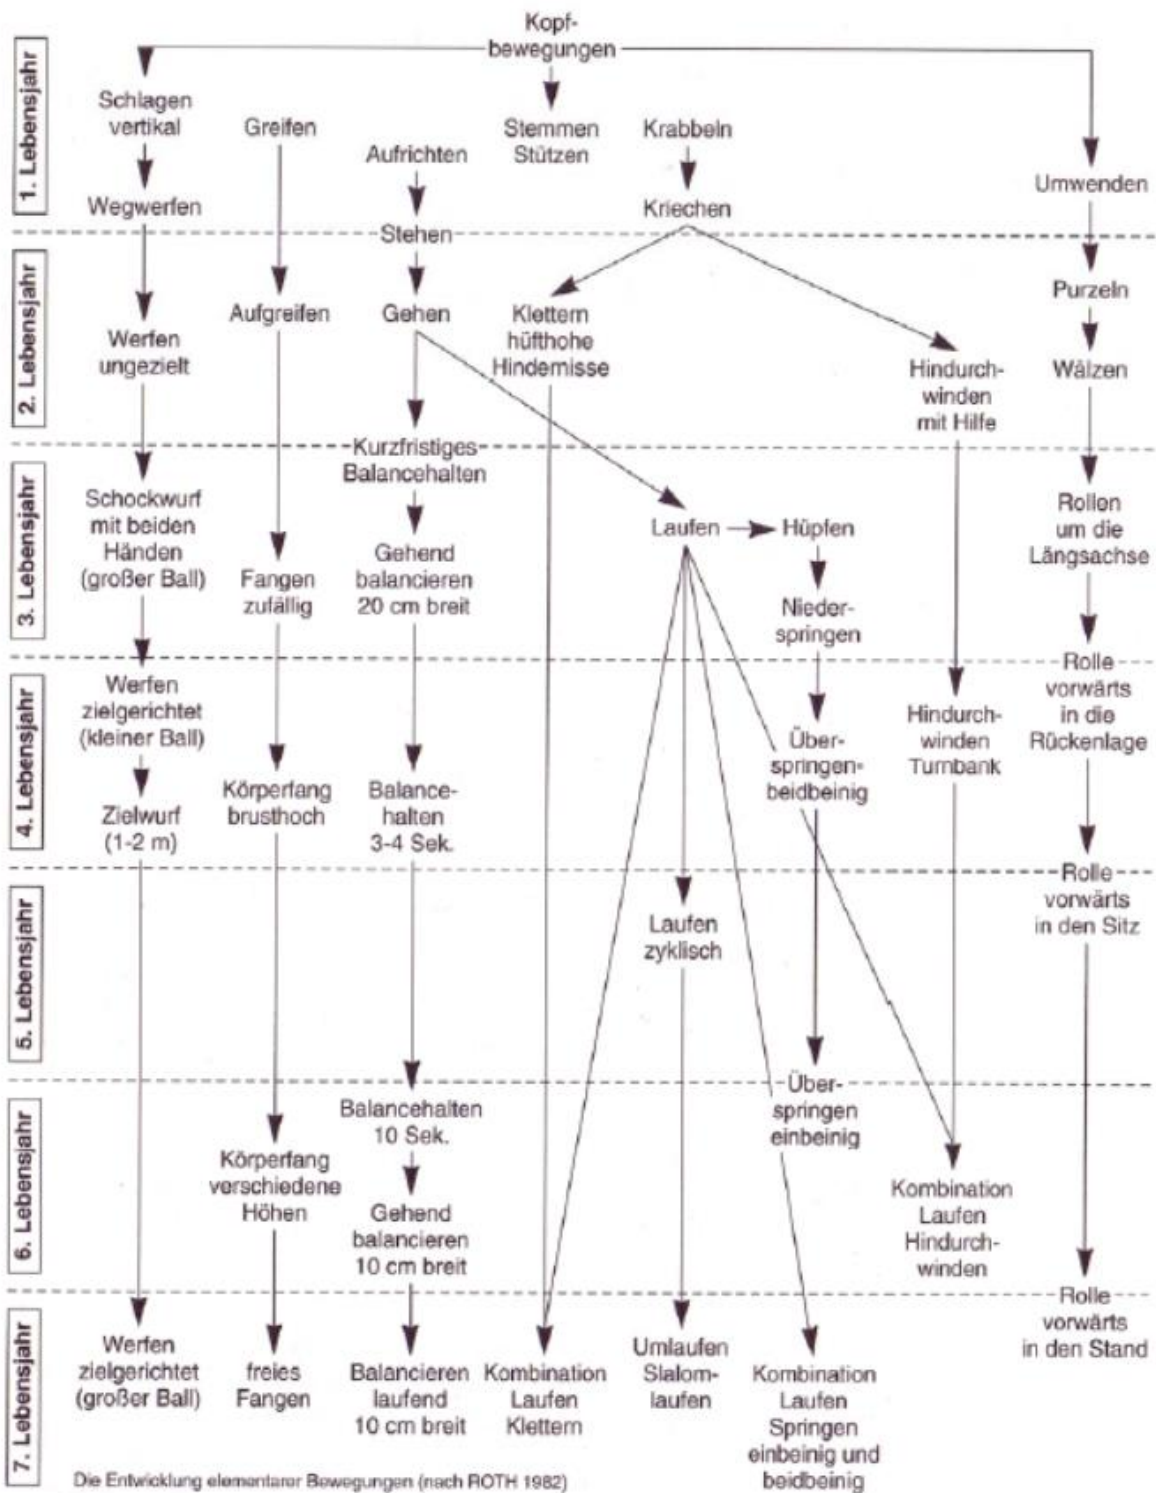 Kopf-
bewegungen
1. Lebensjahr
Schlagen
vertikal
Greifen
Stemmen
Stützen
Krabbeln
Aufrichten
Umwenden
Wegwerfen
Kriechen
Stehen
2. Lebensjahr
Purzeln
Aufgreifen
Gehen
Klettern
hüfthohe
Hindernisse
Werfen
ungezielt
Hindurch-
winden
mit Hilfe
Wälzen
Kurzfristiges
Balancehalten
3. Lebensjahr
Schockwurf
mit beiden
Händen
(großer Ball)
Laufen
Hüpfen
Rollen
um die
Längsachse
Fangen
zufällig
Gehend
balancieren
20 cm breit
Nieder-
springen
4. Lebensjahr
Werfen
zielgerichtet
(kleiner Ball)
Rolle
vorwärts
in die
Rückenlage
Hindurch-
winden
Turnbank
Über-
springen-
beidbeinig
Zielwurf
(1-2 m)
Körperfang
brusthoch
Balance-
halten
3-4 Sek.
5. Lebensjahr
Rolle
vorwärts
in den Sitz
Laufen
zyklisch
6. Lebensjahr
Über-
springen
einbeinig
Balancehalten
10 Sek.
Körperfang
verschiedene
Höhen
Gehend
balancieren
10 cm breit
Kombination
Laufen
Hindurch-
winden
7. Lebensjahr
Rolle
vorwärts
in den Stand
Werfen
zielgerichtet
(großer Ball)
freies
Fangen
Balancieren
laufend
10 cm breit
Kombination
Laufen
Klettern
Umlaufen
Slalom-
laufen
Kombination
Laufen
Springen
einbeinig und
beidbeinig
Die Entwicklung elementarer Bewegungen (nach ROTH 1982)